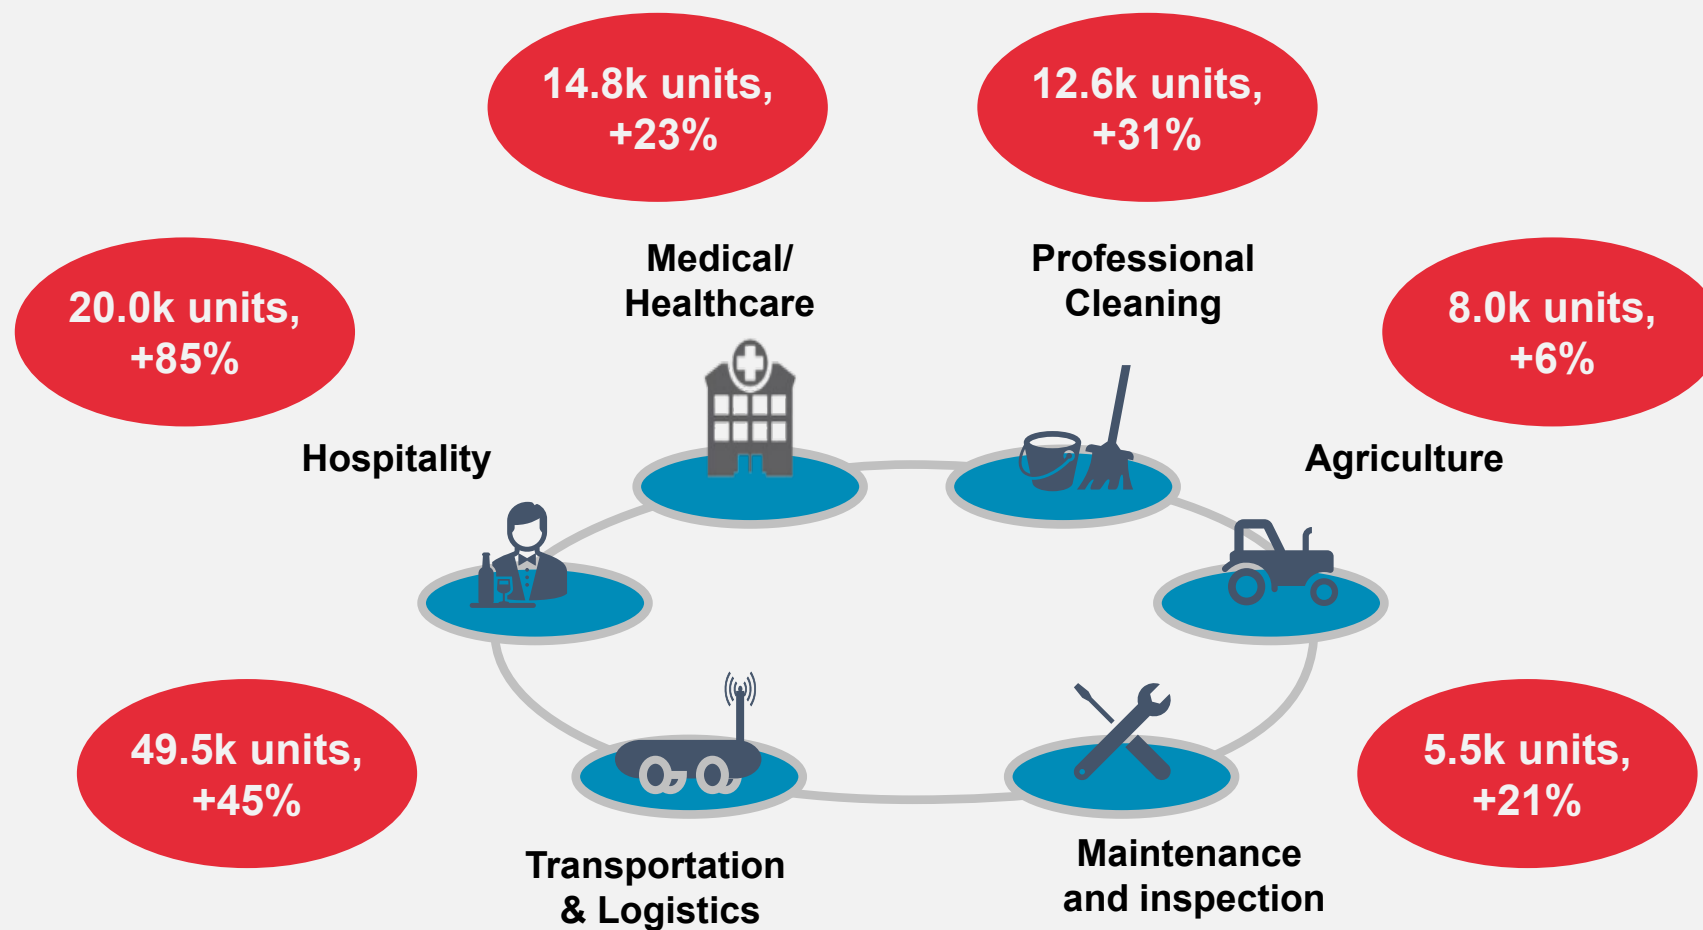 14.8k units,
+23%
12.6k units,
+31%
Medical/
Healthcare
Professional
Cleaning
20.0k units,
+85%
8.0k units,
+6%
Hospitality
Agriculture
49.5k units,
+45%
5.5k units,
+21%
Transportation
& Logistics
Maintenance
and inspection